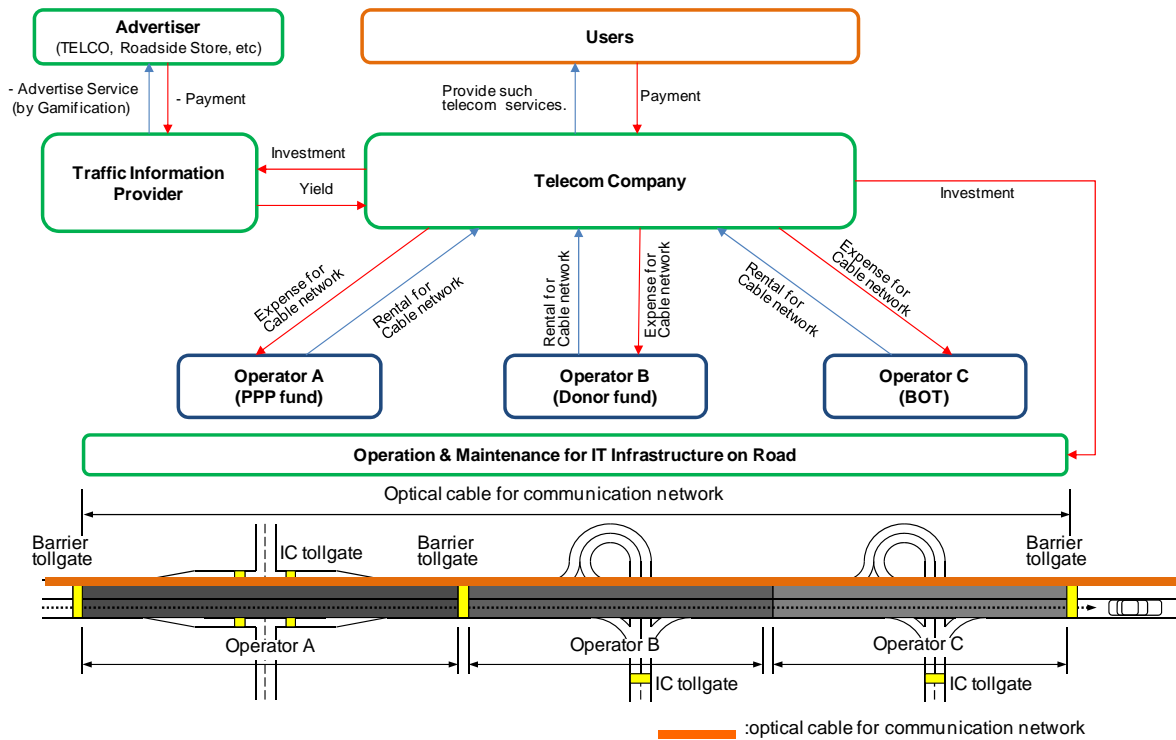 Advertiser
(TELCO, Roadside Store, etc)
Users
- Advertise Service
(by Gamification)
- Payment
Provide such
telecom services.
Payment
Traffic Information
Provider
Investment
Yield
Telecom Company
Investment
Expense for
Cable network
Rental for
Cable network
Rental for
Cable network
Expense for
Cable network
Rental for
Cable network
Expense for
Cable network
Operator A
(PPP fund)
Operator B
(Donor fund)
Operator C
(BOT)
Operation & Maintenance for IT Infrastructure on Road
Optical cable for communication network
Barrier
tollgate
IC tollgate
Barrier
tollgate
Barrier
tollgate
Operator A
Operator B
Operator C
IC tollgate
IC tollgate
:optical cable for communication network